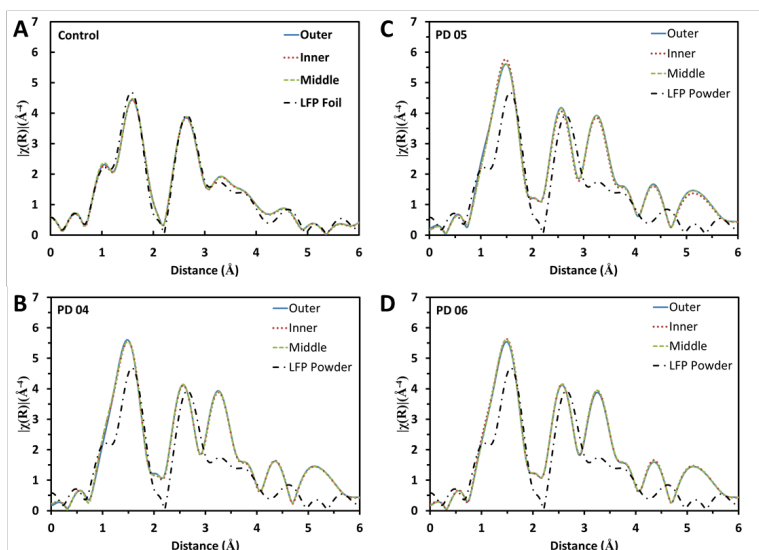 A
Control
Outer
Inner
Middle
LFP Foil
|χ(R)|(Å-4)
7
6
5
4
3
2
1
0
0 1 2 3 4 5 6
Distance (Å)
C
PD 05
Outer
Inner
Middle
LFP Powder
|χ(R)|(Å-4)
7
6
5
4
3
2
1
0
0 1 2 3 4 5 6
Distance (Å)
B
PD 04
Outer
Inner
Middle
LFP Powder
|χ(R)|(Å-4)
7
6
5
4
3
2
1
0
0 1 2 3 4 5 6
Distance (Å)
D
PD 06
Outer
Inner
Middle
LFP Powder
|χ(R)|(Å-4)
7
6
5
4
3
2
1
0
0 1 2 3 4 5 6
Distance (Å)